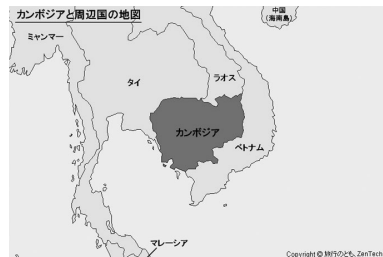 カンボジアと周辺国の地図
中国
(海南島)
ミャンマー
ラオス
タイ
カンボジア
ベトナム
マレーシア
Copyright © 旅行のとも、ZenTech